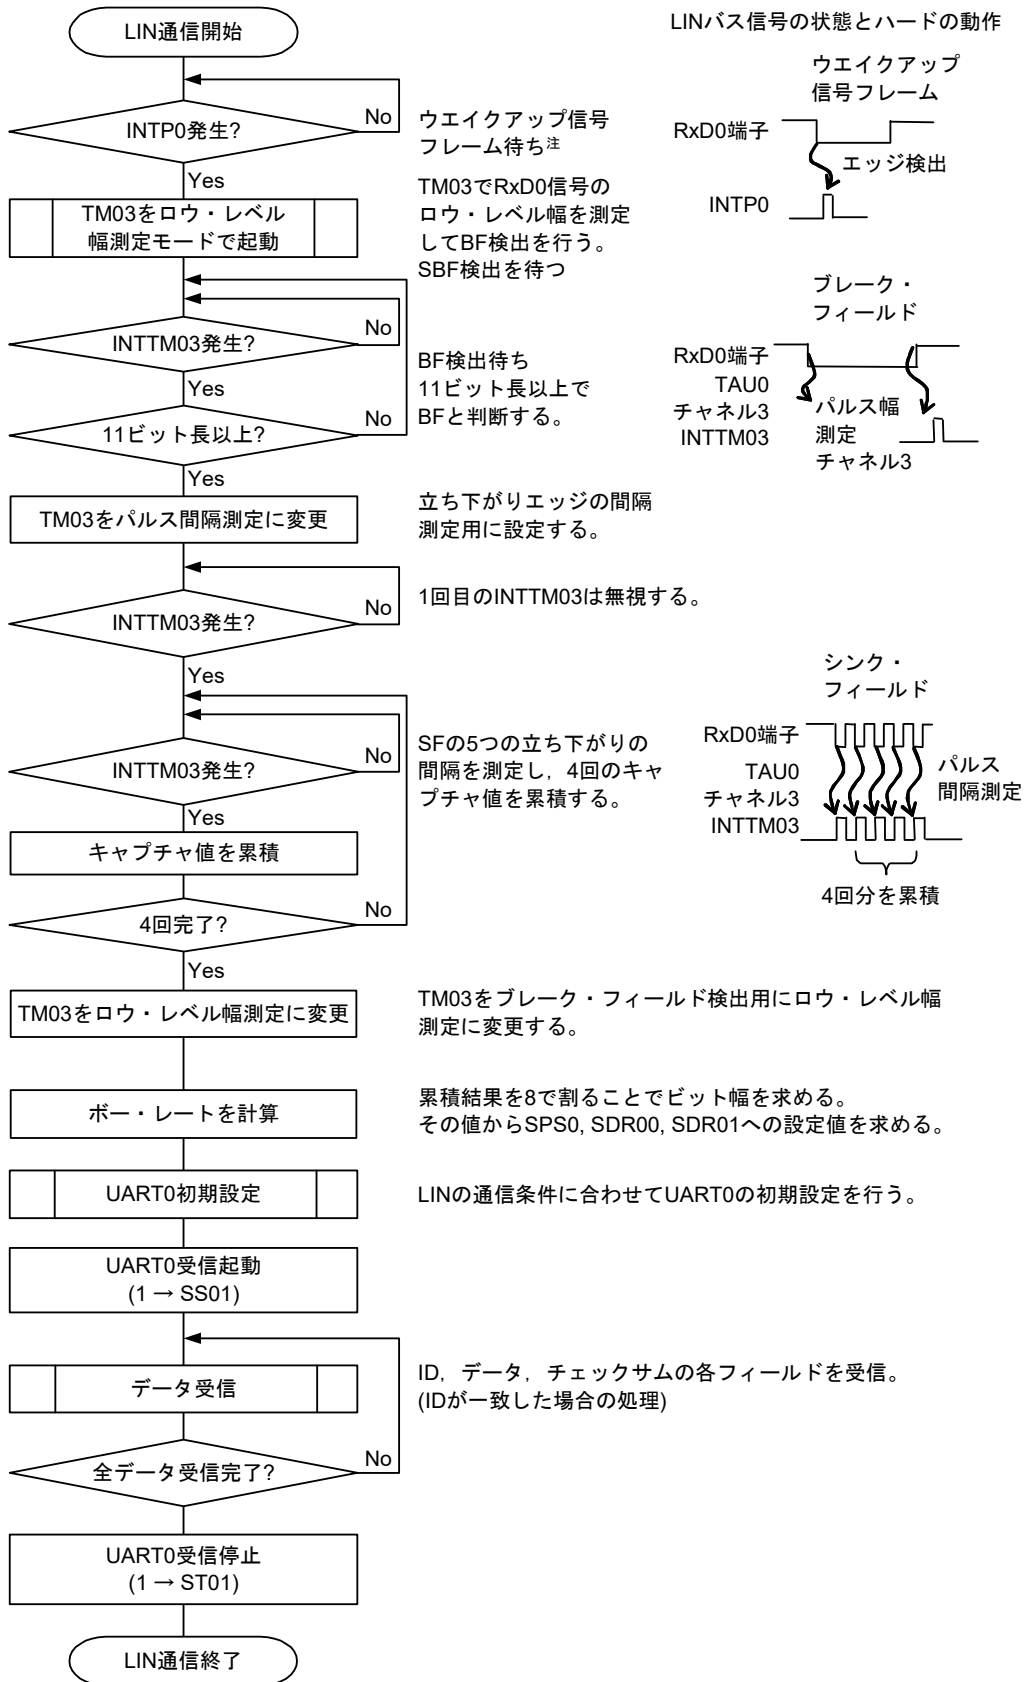 LIN通信開始
LINバス信号の状態とハードの動作
INTP0発生?
No
Yes
ウエイクアップ信号
フレーム待ち注
ウエイクアップ
信号フレーム
RxD0端子
エッジ検出
INTP0
TM03をロウ・レベル
幅測定モードで起動
TM03でRxD0信号の
ロウ・レベル幅を測定
してBF検出を行う。
SBF検出を待つ
INTTM03発生?
No
Yes
11ビット長以上?
No
Yes
BF検出待ち
11ビット長以上で
BFと判断する。
ブレーク・
フィールド
RxD0端子
TAU0
チャネル3
INTTM03
パルス幅
測定
チャネル3
TM03をパルス間隔測定に変更
立ち下がりエッジの間隔
測定用に設定する。
INTTM03発生?
No
Yes
1回目のINTTM03は無視する。
INTTM03発生?
No
Yes
SFの5つの立ち下がりの
間隔を測定し，4回のキャ
プチャ値を累積する。
シンク・
フィールド
RxD0端子
TAU0
チャネル3
INTTM03
パルス
間隔測定
4回分を累積
キャプチャ値を累積
4回完了?
No
Yes
TM03をロウ・レベル幅測定に変更
TM03をブレーク・フィールド検出用にロウ・レベル幅
測定に変更する。
ボー・レートを計算
累積結果を8で割ることでビット幅を求める。
その値からSPS0, SDR00, SDR01への設定値を求める。
UART0初期設定
LINの通信条件に合わせてUART0の初期設定を行う。
UART0受信起動
(1 → SS01)
データ受信
ID，データ，チェックサムの各フィールドを受信。
(IDが一致した場合の処理)
全データ受信完了?
No
UART0受信停止
(1 → ST01)
LIN通信終了